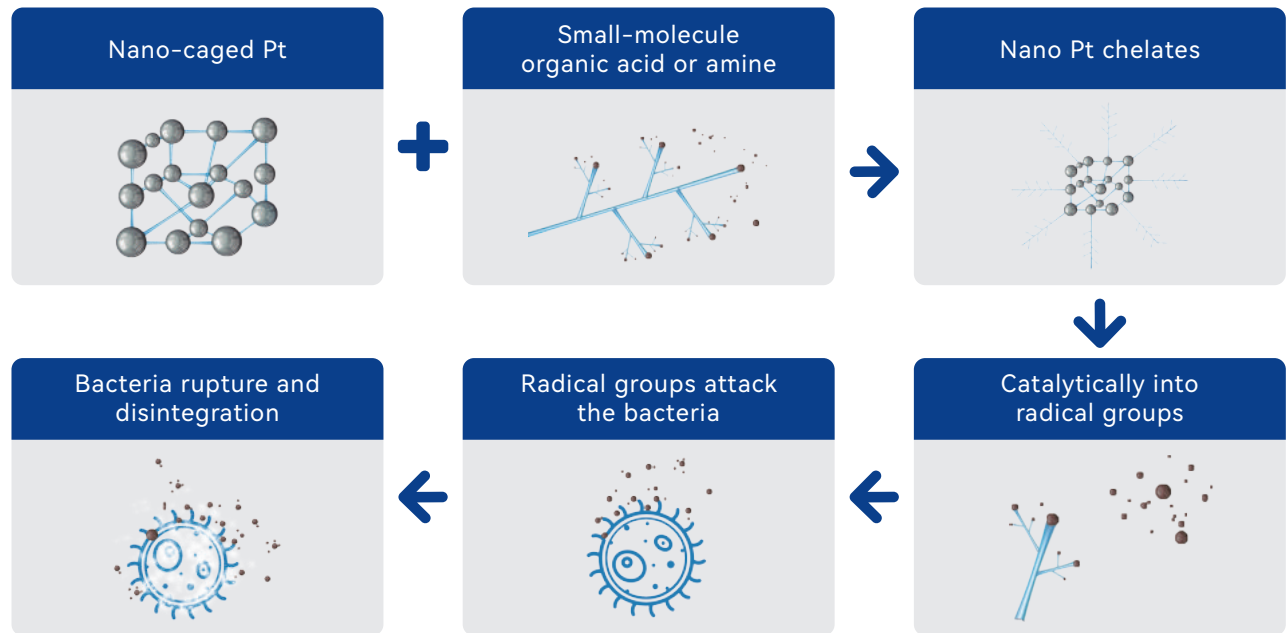 Nano-caged Pt
Small-molecule
organic acid or amine
Nano Pt chelates
Catalytically into
radical groups
Radical groups attack
the bacteria
Bacteria rupture and
disintegration